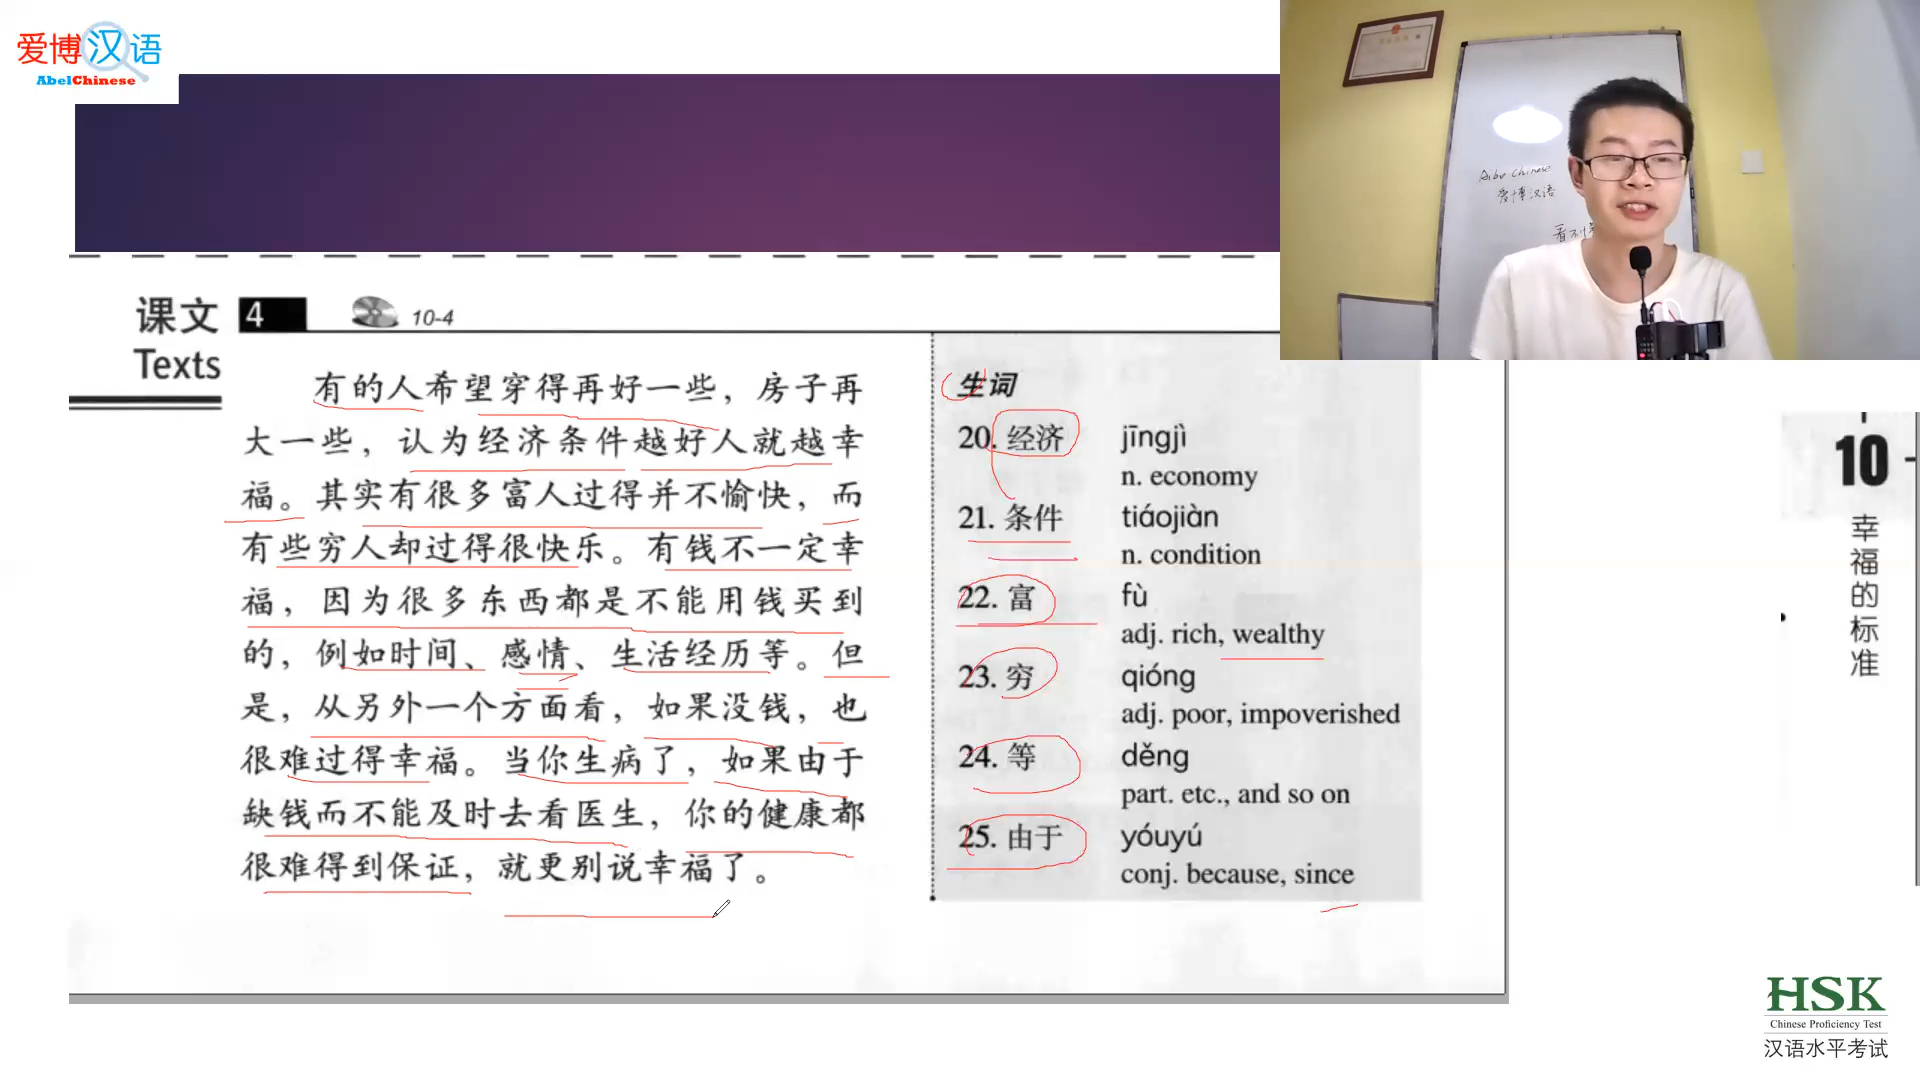 爱博汉语
AbelChinese
Aibo Chinese
爱博汉语
课文 4 10-4
Texts
有的人希望穿得再好一些，房子再
大一些，认为经济条件越好人就越幸
福。其实有很多富人过得并不愉快，而
有些穷人却过得很快乐。有钱不一定幸
福，因为很多东西都是不能用钱买到
的，例如时间、感情、生活经历等。但
是，从另外一个方面看，如果没钱，也
很难过得幸福。当你生病了，如果由于
缺钱而不能及时去看医生，你的健康都
很难得到保证，就更别说幸福了。
生词
20. 经济 jīngjì
n. economy
21. 条件 tiáojiàn
n. condition
22. 富 fù
adj. rich, wealthy
23. 穷 qióng
adj. poor, impoverished
24. 等 děng
part. etc., and so on
25. 由于 yóuyú
conj. because, since
10
幸福的标准
HSK
Chinese Proficiency Test
汉语水平考试